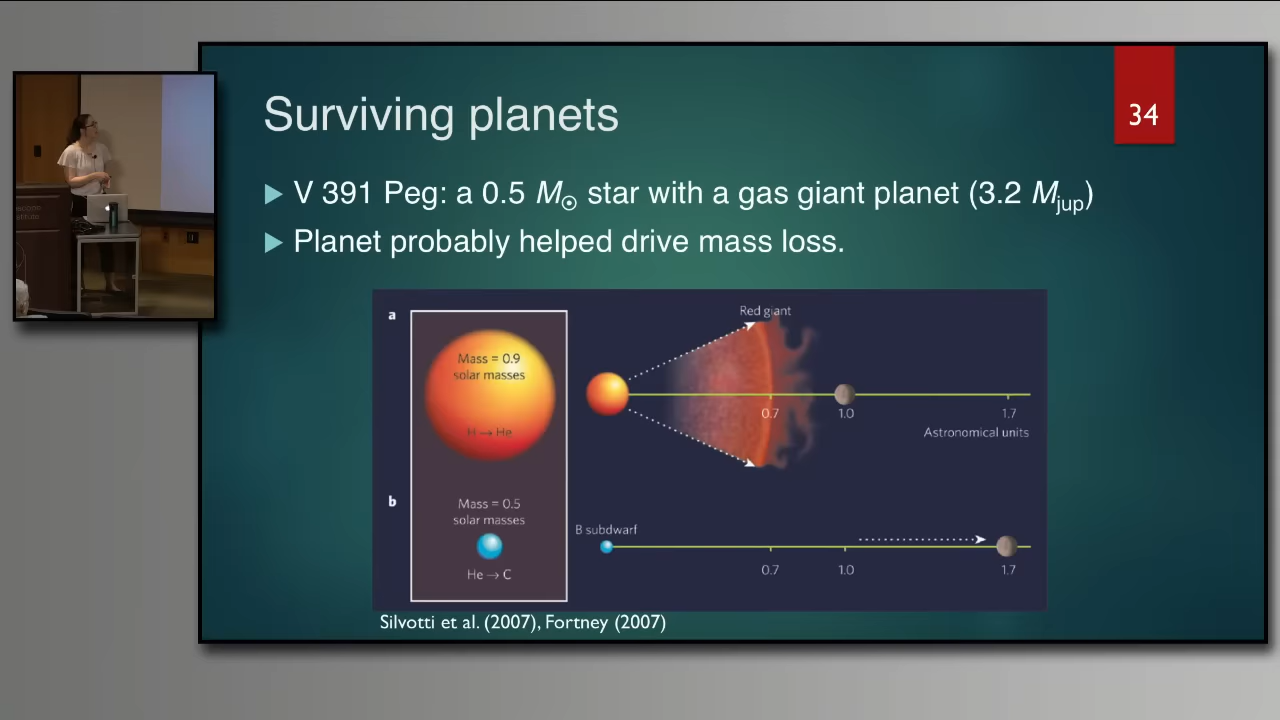 Surviving planets
34
V 391 Peg: a 0.5 M☉ star with a gas giant planet (3.2 Mjup)
Planet probably helped drive mass loss.
a
Mass = 0.9
solar masses
H → He
Red giant
0.7
1.0
1.7
Astronomical units
b
Mass = 0.5
solar masses
He → C
B subdwarf
0.7
1.0
1.7
Silvotti et al. (2007), Fortney (2007)